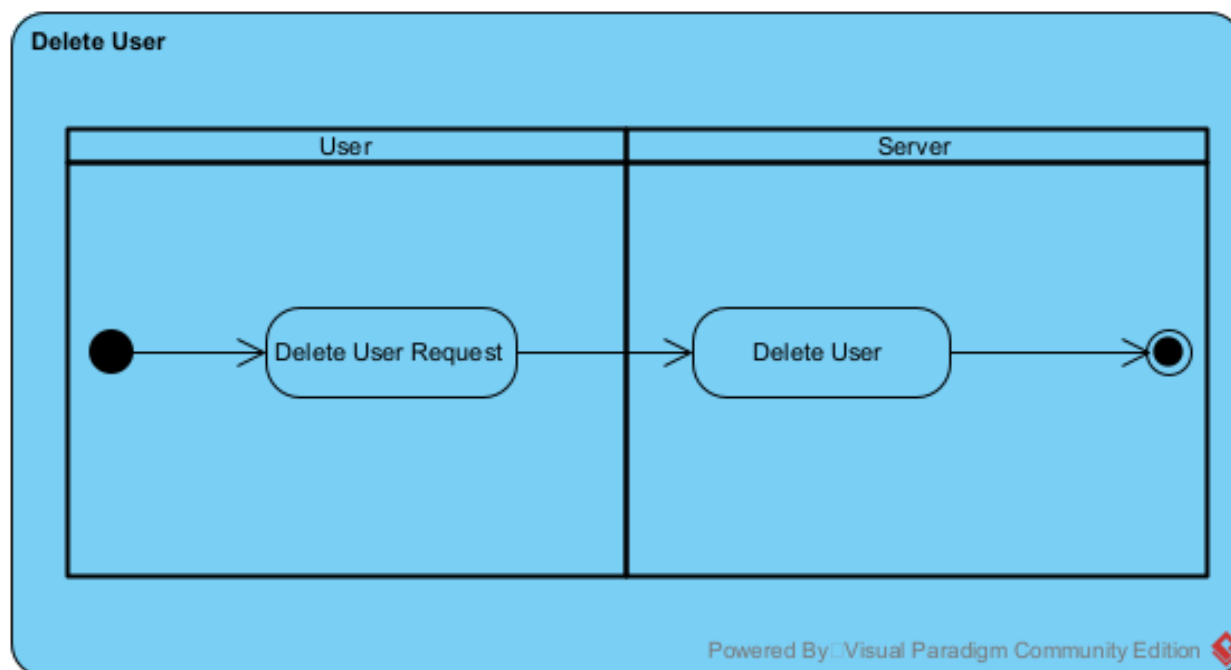 Delete User
User
Server
Delete User Request
Delete User
Powered By Visual Paradigm Community Edition